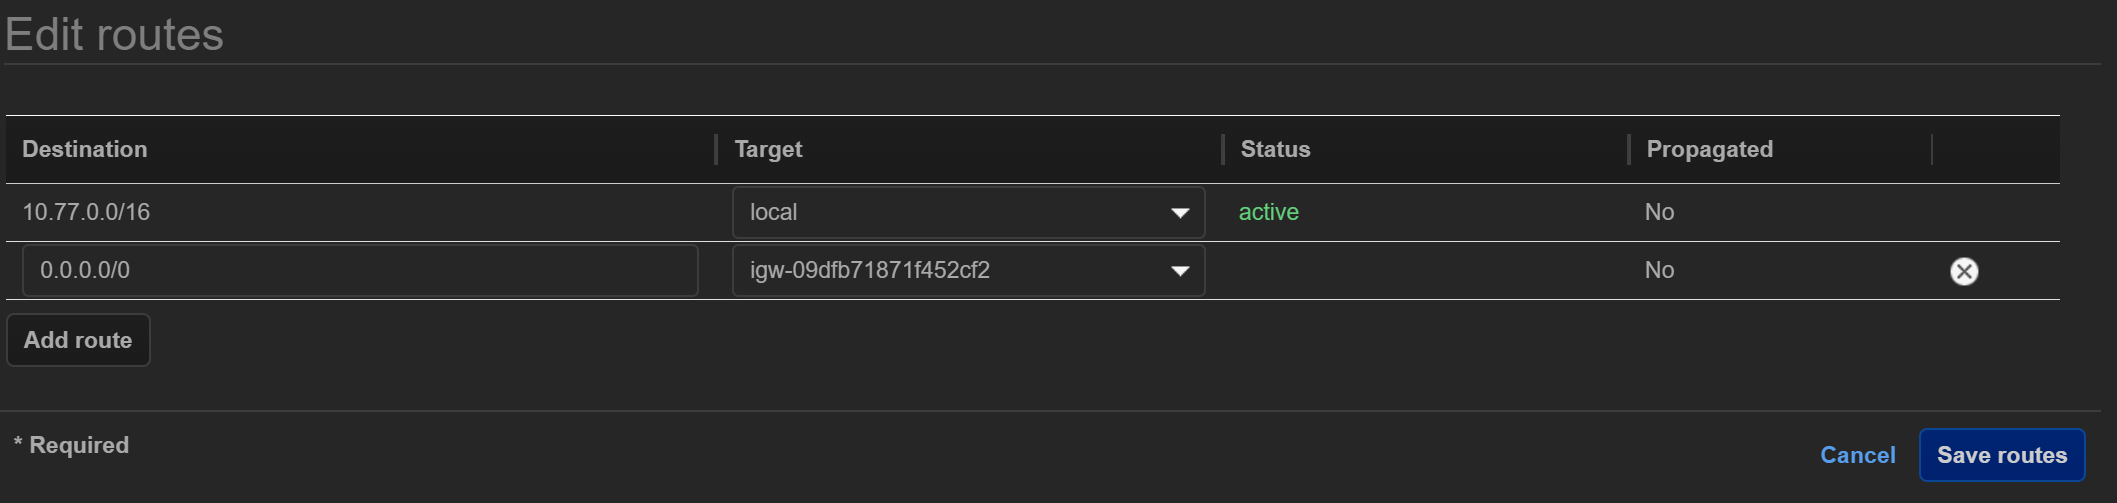 Edit routes
Destination Target Status Propagated
10.77.0.0/16 local active No
0.0.0.0/0 igw-09dfb71871f452cf2 No
Add route
* Required
Cancel Save routes